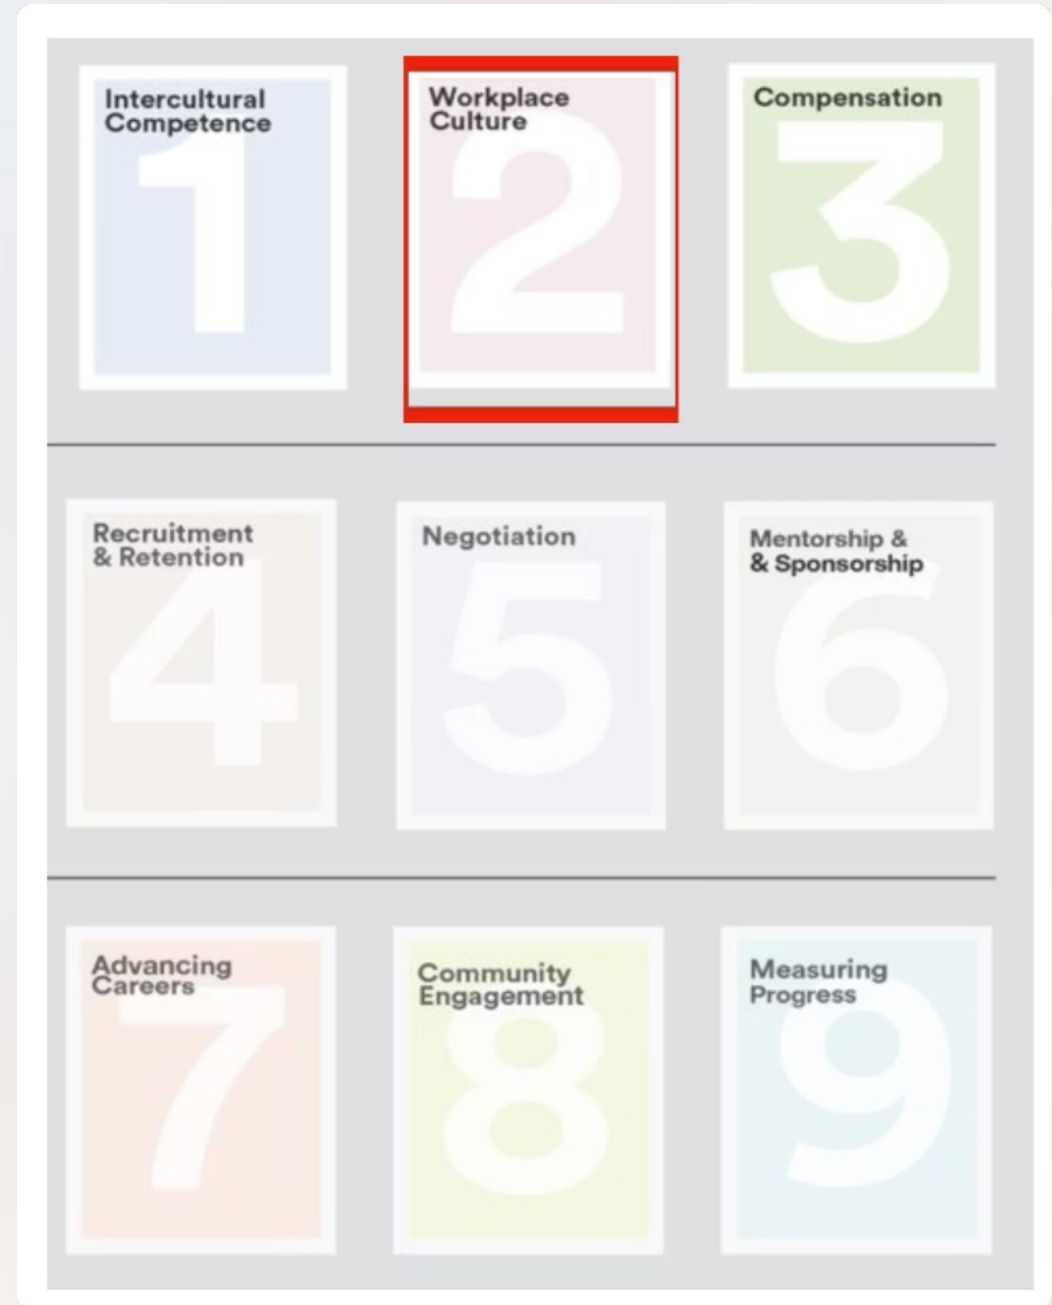 Intercultural
Competence
1
Workplace
Culture
2
Compensation
3
Recruitment
& Retention
4
Negotiation
5
Mentorship &
& Sponsorship
6
Advancing
Careers
7
Community
Engagement
8
Measuring
Progress
9